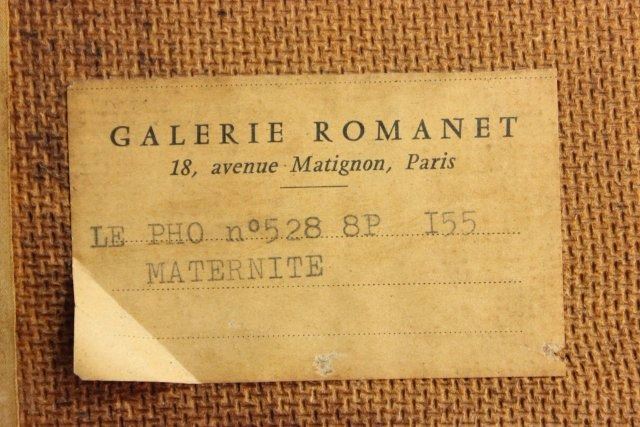 GALERIE ROMANET
18, avenue Matignon, Paris
LE PHO n°528 8P I55
MATERNITE